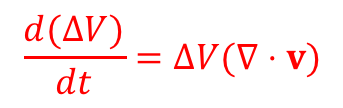 d(ΔV)/dt = ΔV(∇ · v)